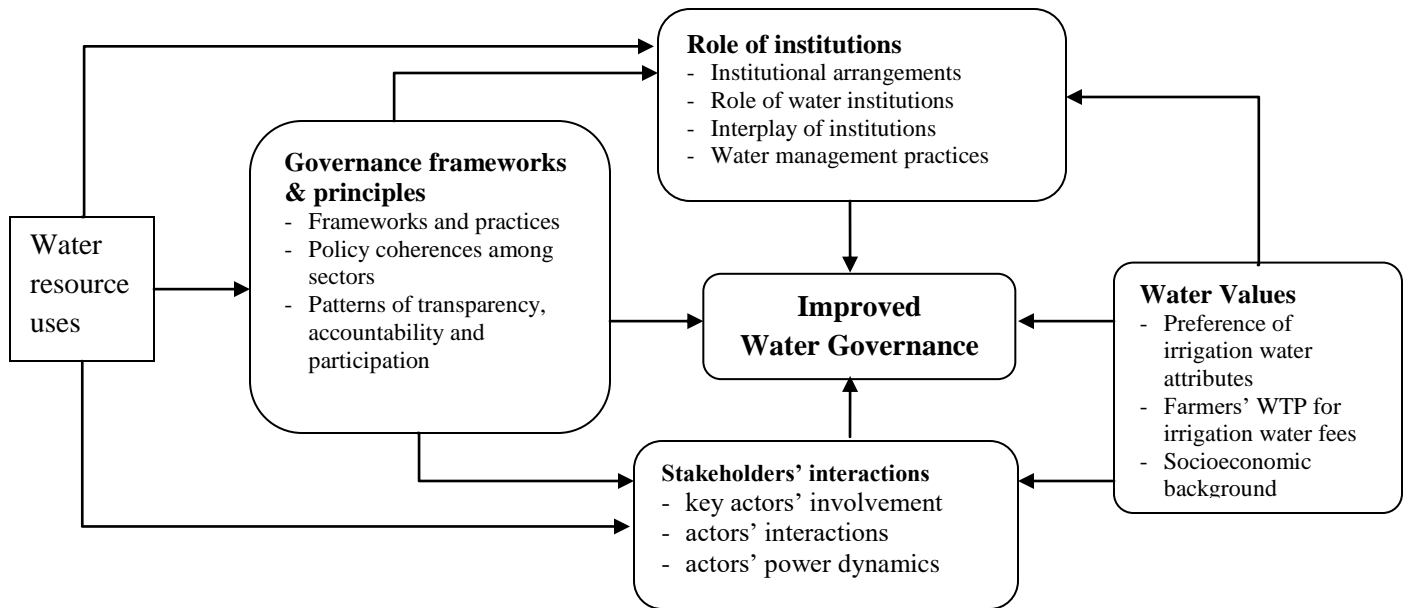 Role of institutions
- Institutional arrangements
- Role of water institutions
- Interplay of institutions
- Water management practices
Governance frameworks
& principles
- Frameworks and practices
- Policy coherences among
sectors
- Patterns of transparency,
accountability and
participation
Water
resource
uses
Improved
Water Governance
Water Values
- Preference of
irrigation water
attributes
- Farmers’ WTP for
irrigation water fees
- Socioeconomic
background
Stakeholders’ interactions
- key actors’ involvement
- actors’ interactions
- actors’ power dynamics